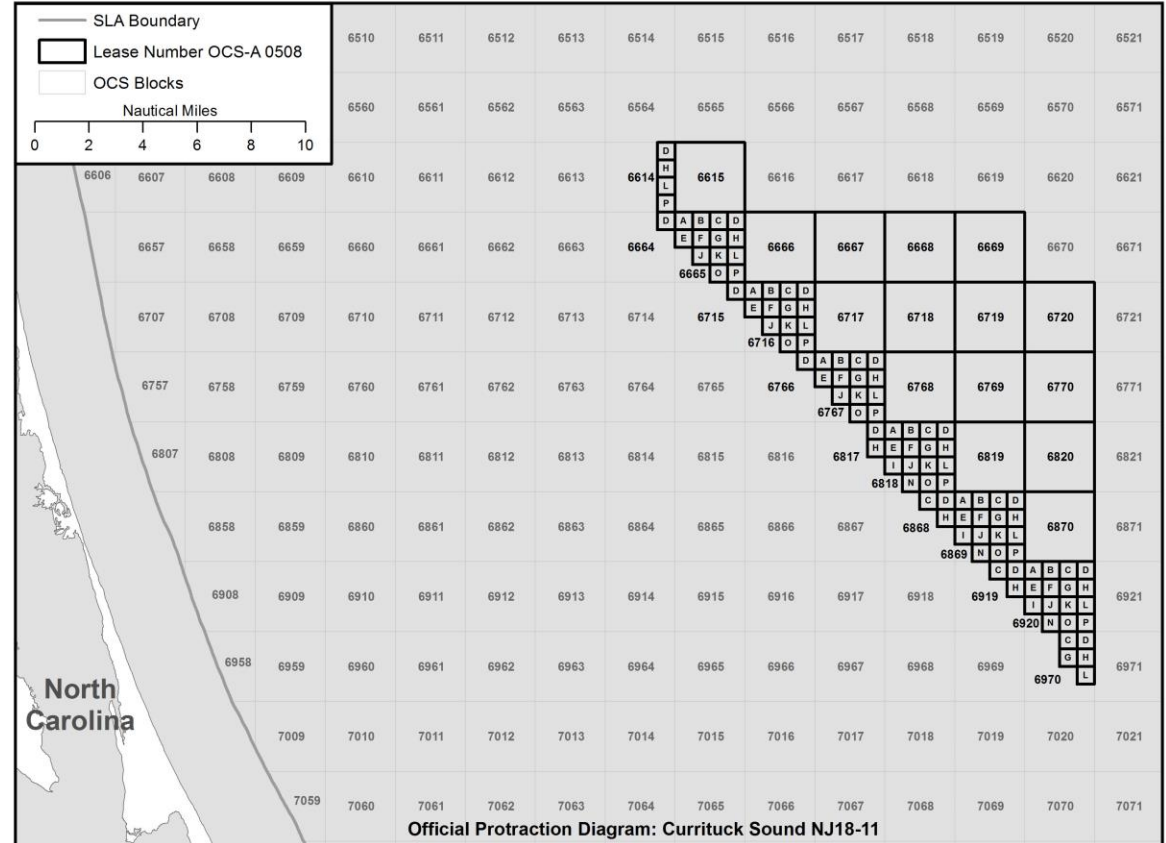 SLA Boundary
Lease Number OCS-A 0508
OCS Blocks
Nautical Miles
0 2 4 6 8 10
6510 6511 6512 6513 6514 6515 6516 6517 6518 6519 6520 6521
6560 6561 6562 6563 6564 6565 6566 6567 6568 6569 6570 6571
D
H
6606 6607 6608 6609 6610 6611 6612 6613 6614 6615 6616 6617 6618 6619 6620 6621
L
P
D A B C D
E F G H
6657 6658 6659 6660 6661 6662 6663 6664 6666 6667 6668 6669 6670 6671
J K L
6665 O P
D A B C D
E F G H
6707 6708 6709 6710 6711 6712 6713 6714 6715 6717 6718 6719 6720 6721
J K L
6716 O P
D A B C D
E F G H
6757 6758 6759 6760 6761 6762 6763 6764 6765 6766 6768 6769 6770 6771
J K L
6767 O P
D A B C D
H E F G H
6807 6808 6809 6810 6811 6812 6813 6814 6815 6816 6817 6819 6820 6821
I J K L
6818 N O P
C D A B C D
H E F G H
6858 6859 6860 6861 6862 6863 6864 6865 6866 6867 6868 6870 6871
I J K L
6869 N O P
C D A B C D
H E F G H
6908 6909 6910 6911 6912 6913 6914 6915 6916 6917 6918 6919 6921
I J K L
6920 N O P
C D
G H
6958 6959 6960 6961 6962 6963 6964 6965 6966 6967 6968 6969 6971
6970 L
North
Carolina
7009 7010 7011 7012 7013 7014 7015 7016 7017 7018 7019 7020 7021
7059 7060 7061 7062 7063 7064 7065 7066 7067 7068 7069 7070 7071
Official Protraction Diagram: Currituck Sound NJ18-11